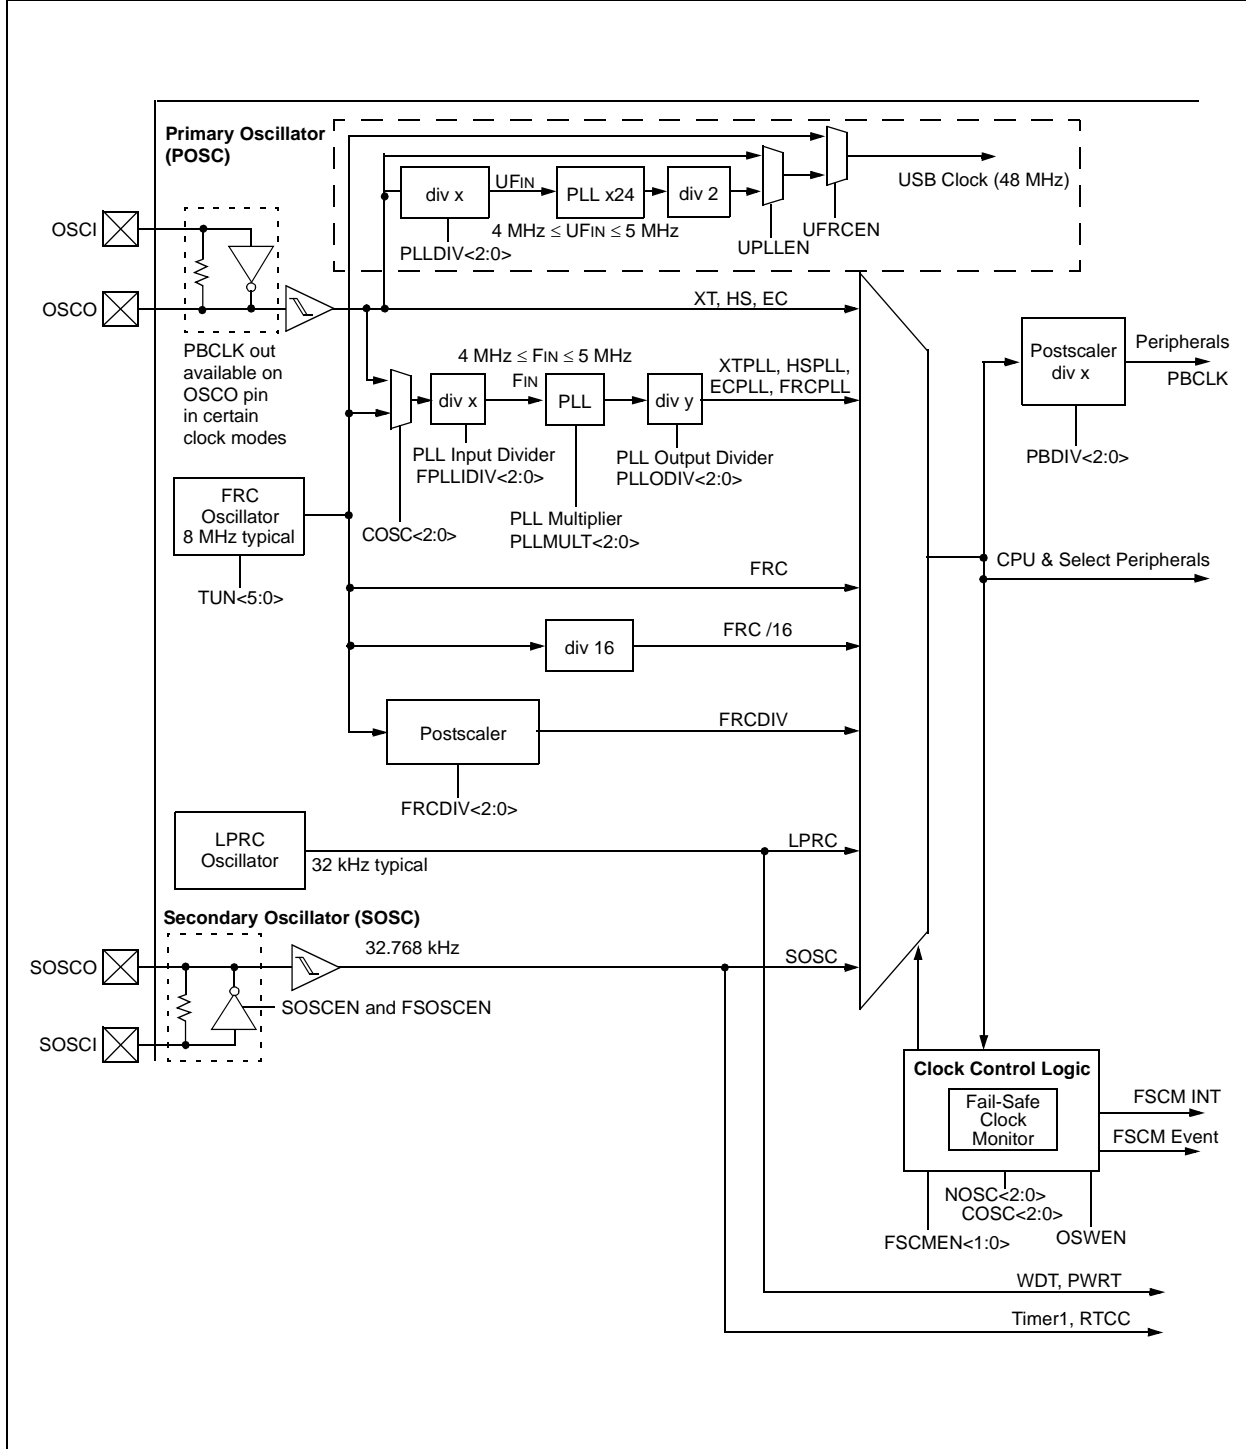 Primary Oscillator
(POSC)
div x
UFIN
PLL x24
div 2
USB Clock (48 MHz)
4 MHz ≤ UFIN ≤ 5 MHz
PLLDIV<2:0>
UPLLEN
UFRCEN
OSCI
OSCO
XT, HS, EC
PBCLK out
available on
OSCO pin
in certain
clock modes
4 MHz ≤ FIN ≤ 5 MHz
FIN
div x
PLL
div y
XTPLL, HSPLL,
ECPLL, FRCPLL
Postscaler
div x
Peripherals
PBCLK
PBDIV<2:0>
PLL Input Divider
FPLLIDIV<2:0>
PLL Output Divider
PLLODIV<2:0>
COSC<2:0>
PLL Multiplier
PLLMULT<2:0>
FRC
Oscillator
8 MHz typical
TUN<5:0>
FRC
CPU & Select Peripherals
div 16
FRC /16
Postscaler
FRCDIV
FRCDIV<2:0>
LPRC
Oscillator
32 kHz typical
LPRC
Secondary Oscillator (SOSC)
32.768 kHz
SOSCO
SOSC
SOSCEN and FSOSCEN
SOSCI
Clock Control Logic
Fail-Safe
Clock
Monitor
FSCM INT
FSCM Event
NOSC<2:0>
COSC<2:0>
FSCMEN<1:0>
OSWEN
WDT, PWRT
Timer1, RTCC